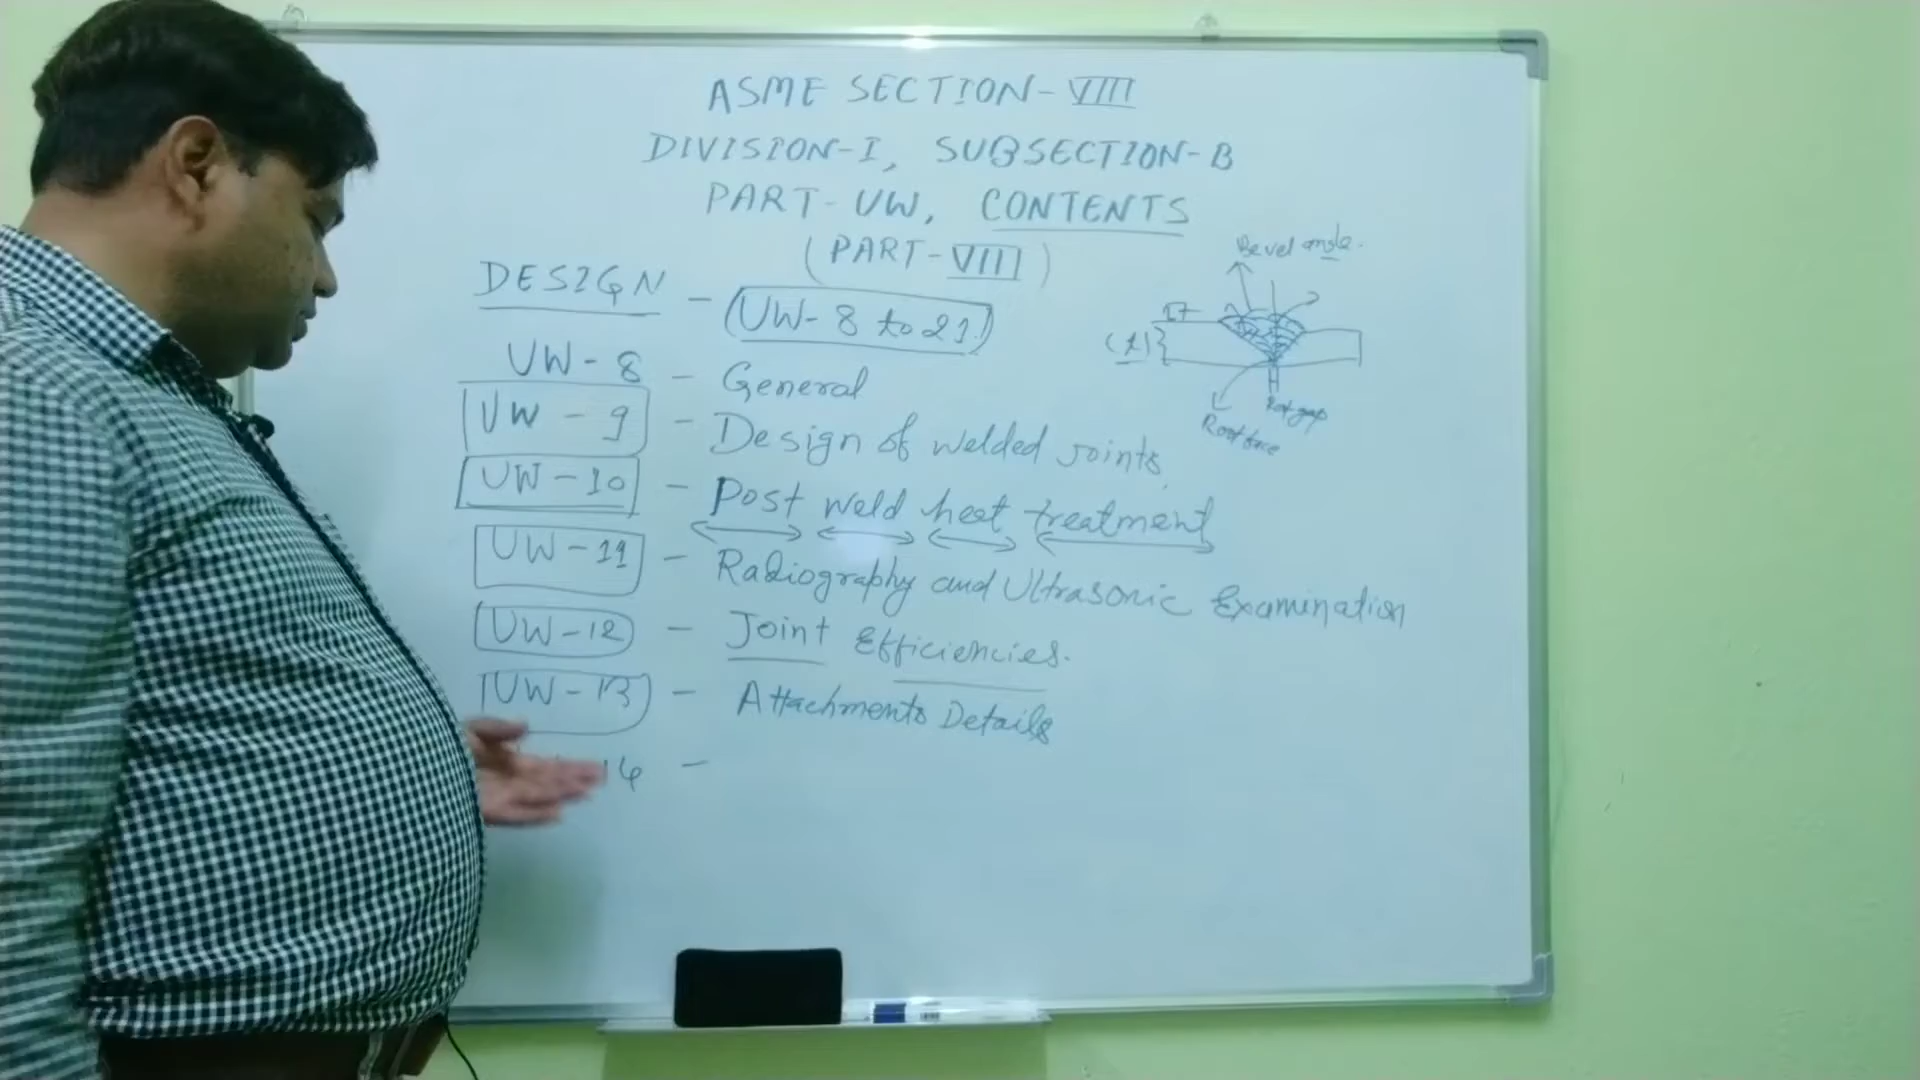 ASME SECTION-VIII
DIVISION-I, SUBSECTION-B
PART-UW, CONTENTS
(PART-VIII)
DESIGN - (UW-8 to 21)
UW-8 - General
UW-9 - Design of welded joints
UW-10 - Post weld heat treatment
UW-11 - Radiography and Ultrasonic Examination
UW-12 - Joint Efficiencies.
UW-13 - Attachments Details
14 -
Bevel angle.
(t)
Root gap
Root face